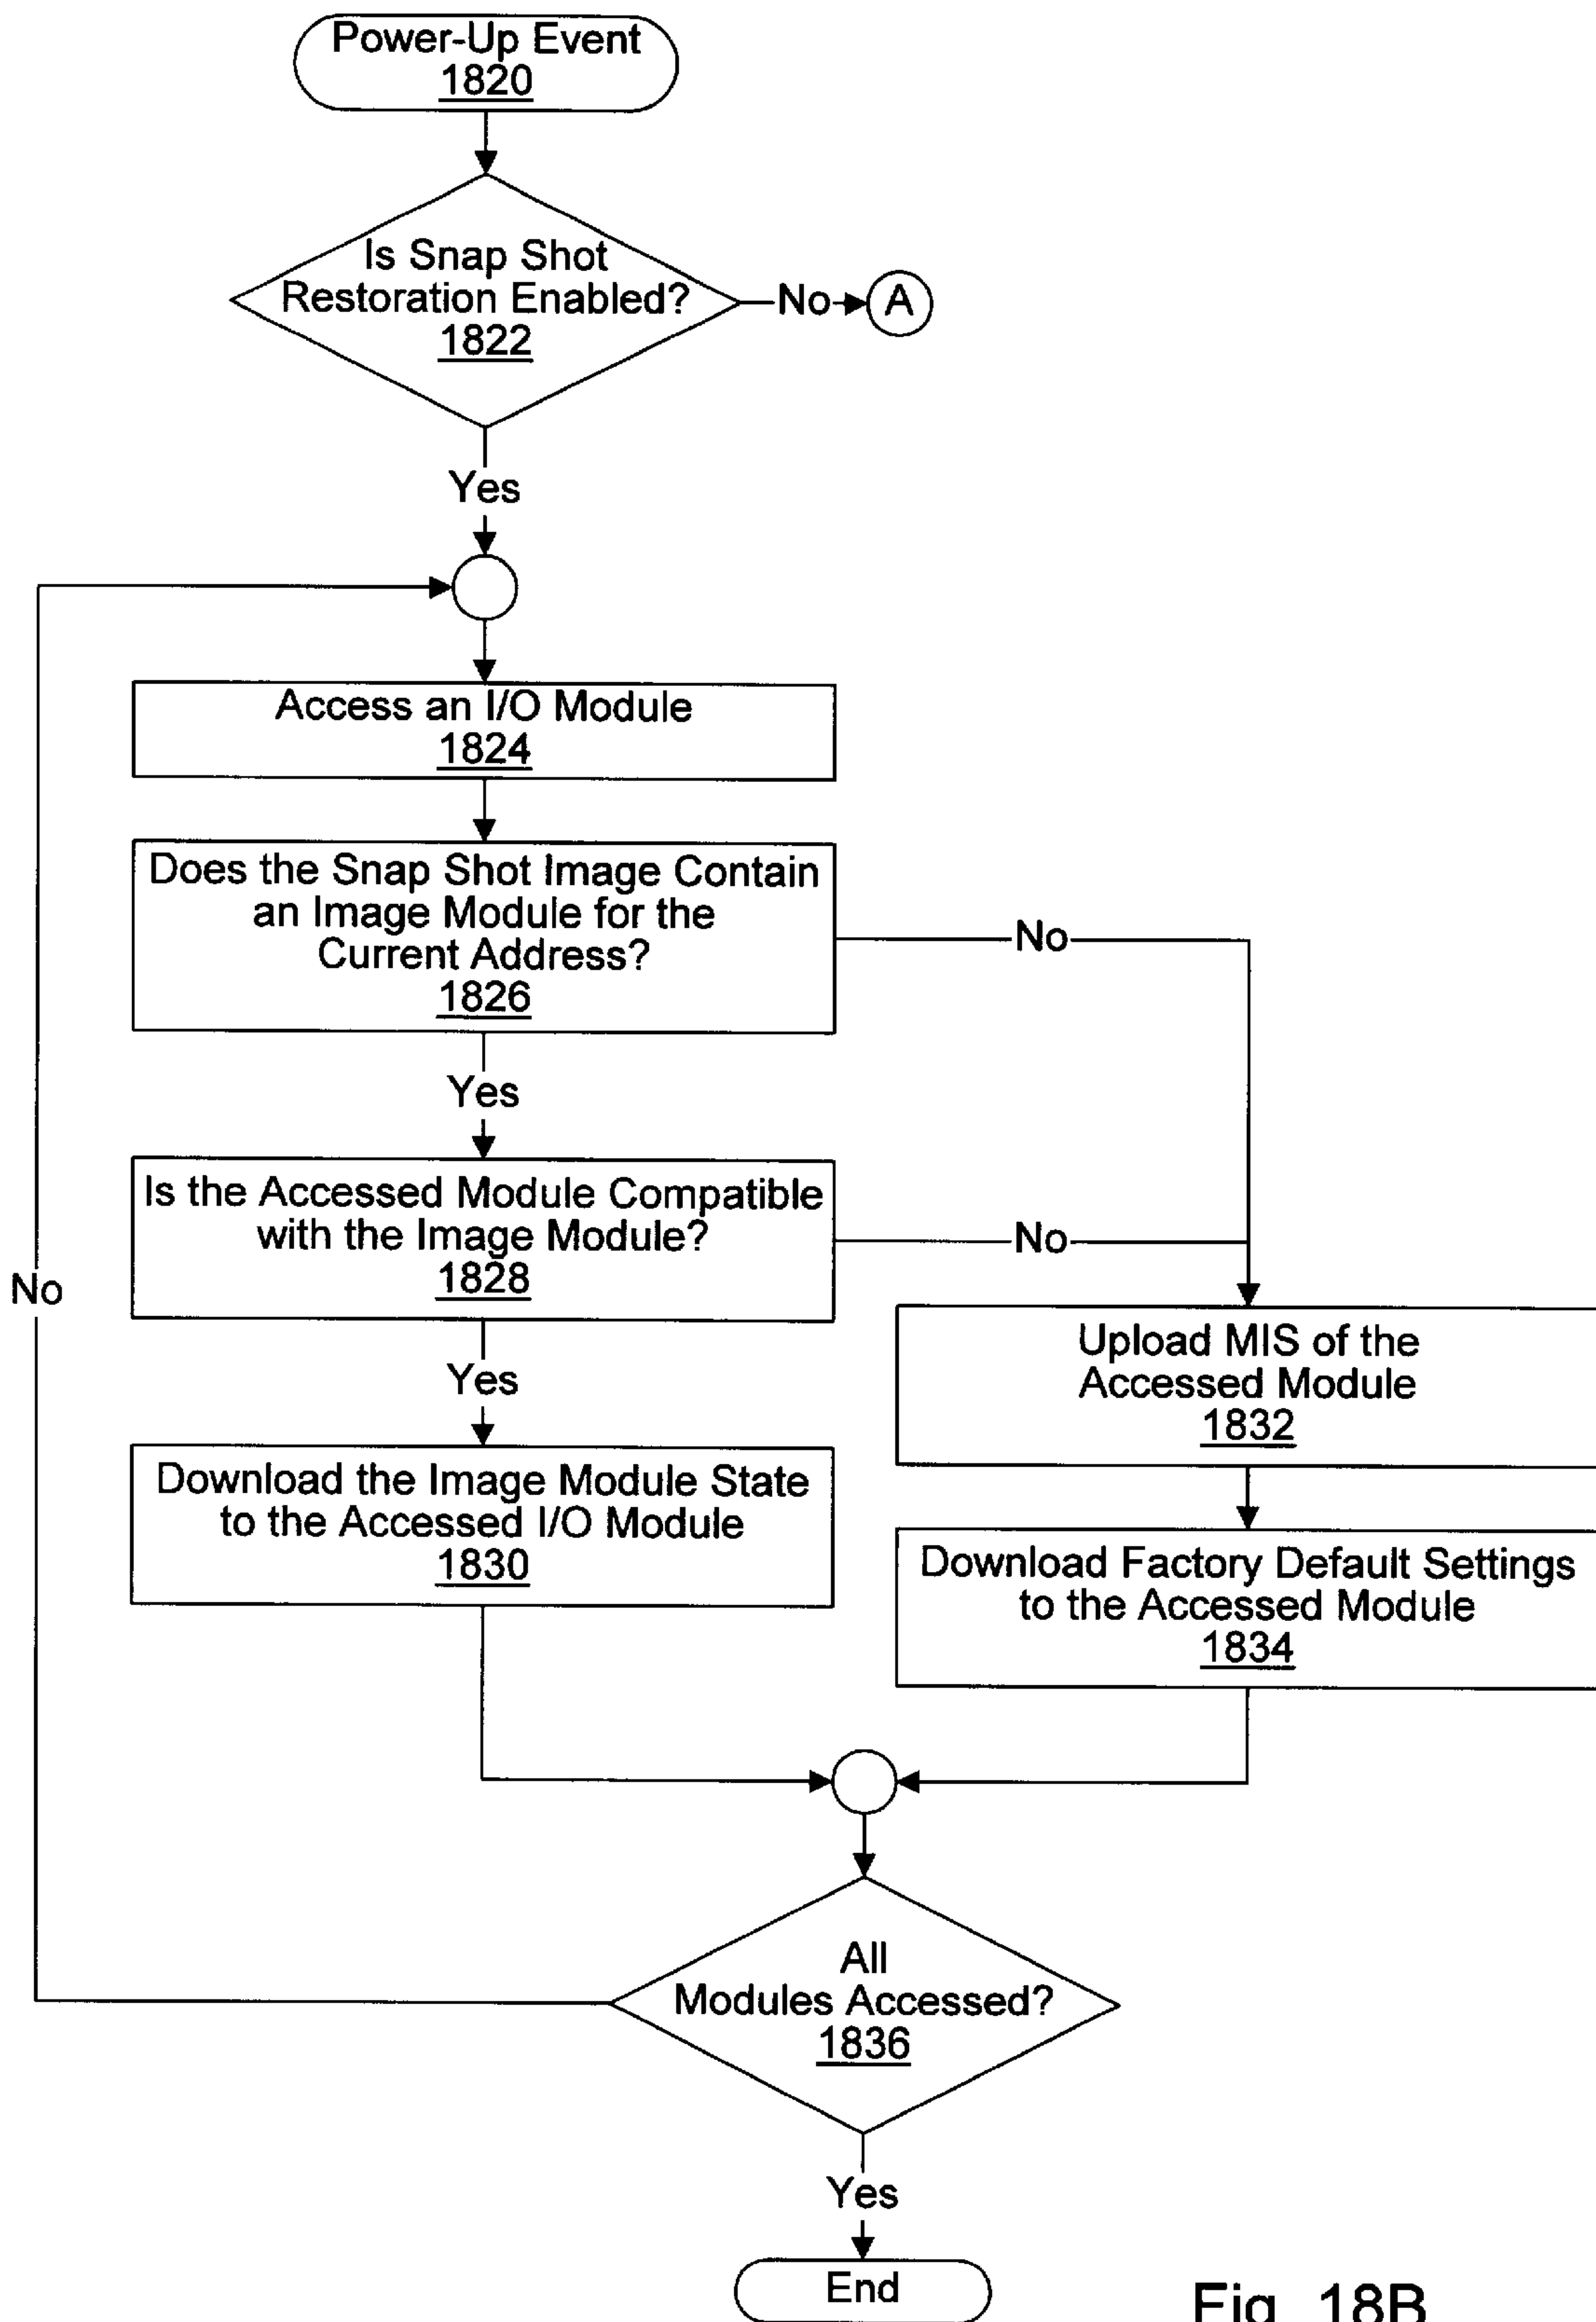 Power-Up Event
1820
Is Snap Shot
Restoration Enabled?
1822
No
A
Yes
Access an I/O Module
1824
Does the Snap Shot Image Contain
an Image Module for the
Current Address?
1826
No
Yes
Is the Accessed Module Compatible
with the Image Module?
1828
No
No
Yes
Upload MIS of the
Accessed Module
1832
Download the Image Module State
to the Accessed I/O Module
1830
Download Factory Default Settings
to the Accessed Module
1834
All
Modules Accessed?
1836
Yes
End
Fig. 18B